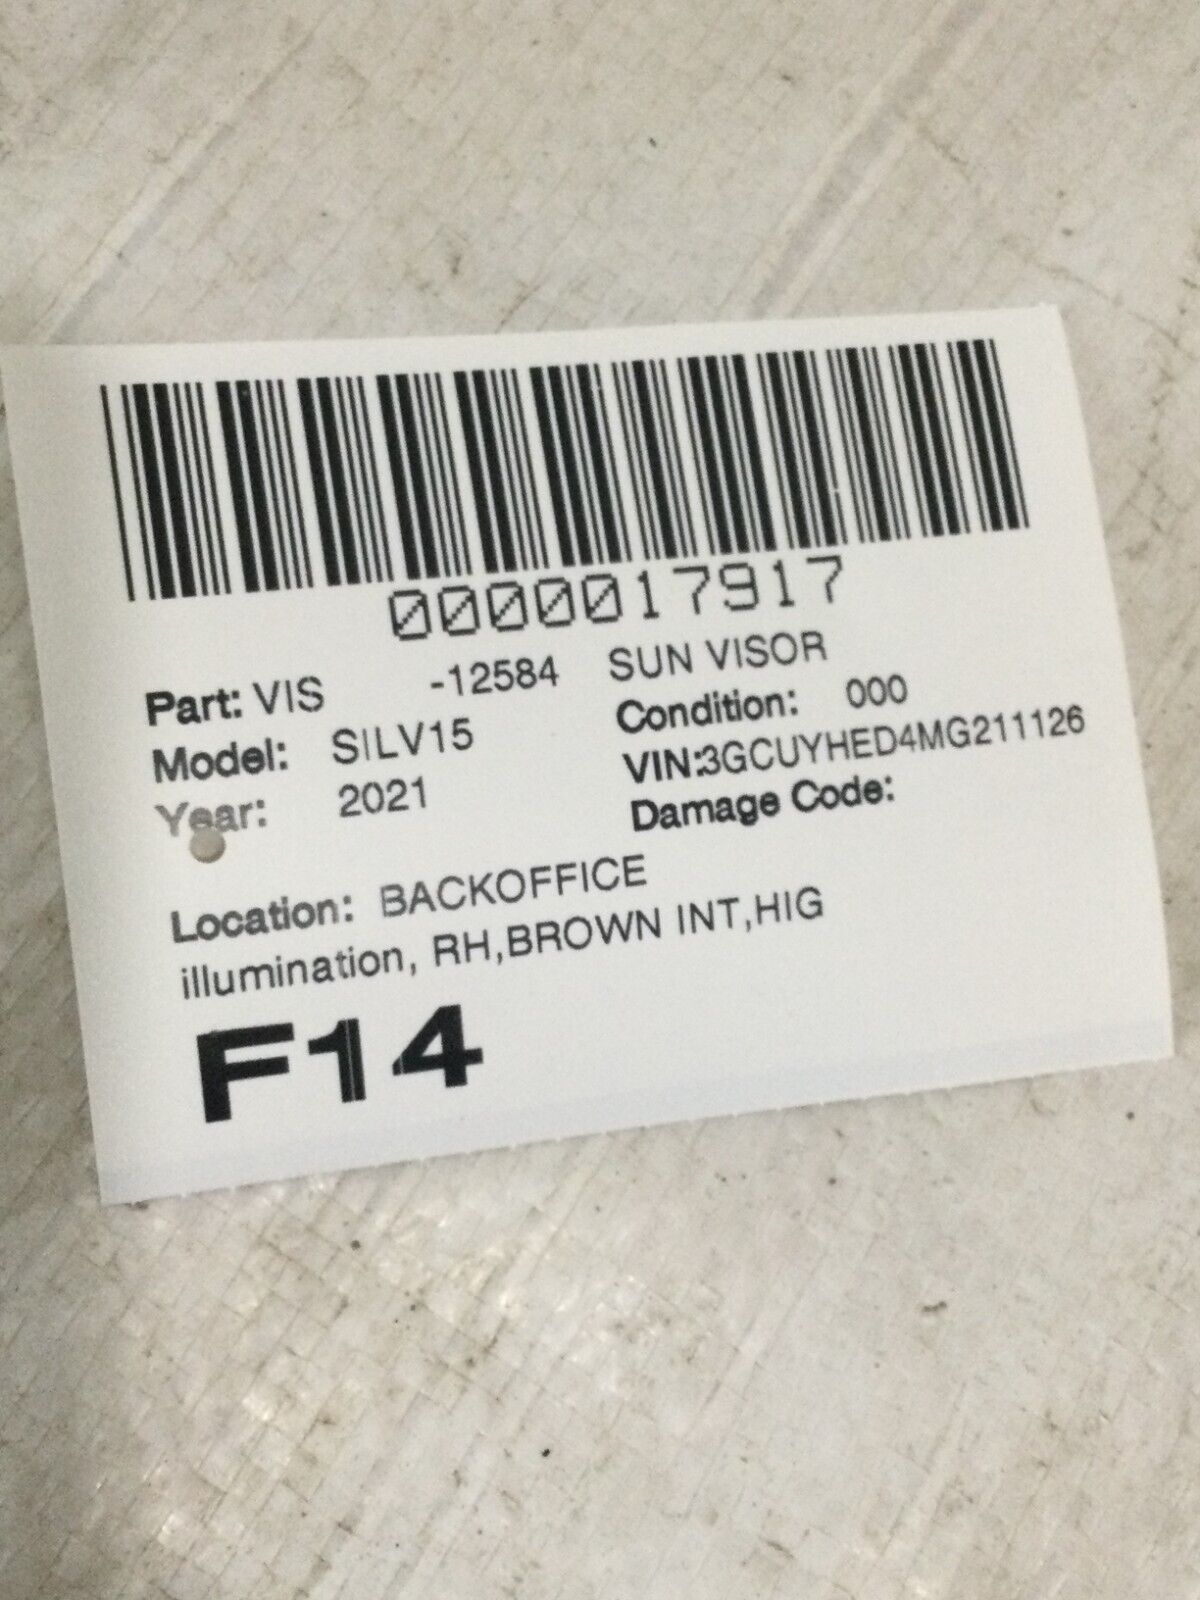 0000017917
Part: VIS -12584 SUN VISOR
Model: SILV15 Condition: 000
Year: 2021 VIN:3GCUYHED4MG211126
Damage Code:
Location: BACKOFFICE
illumination, RH,BROWN INT,HIG
F14